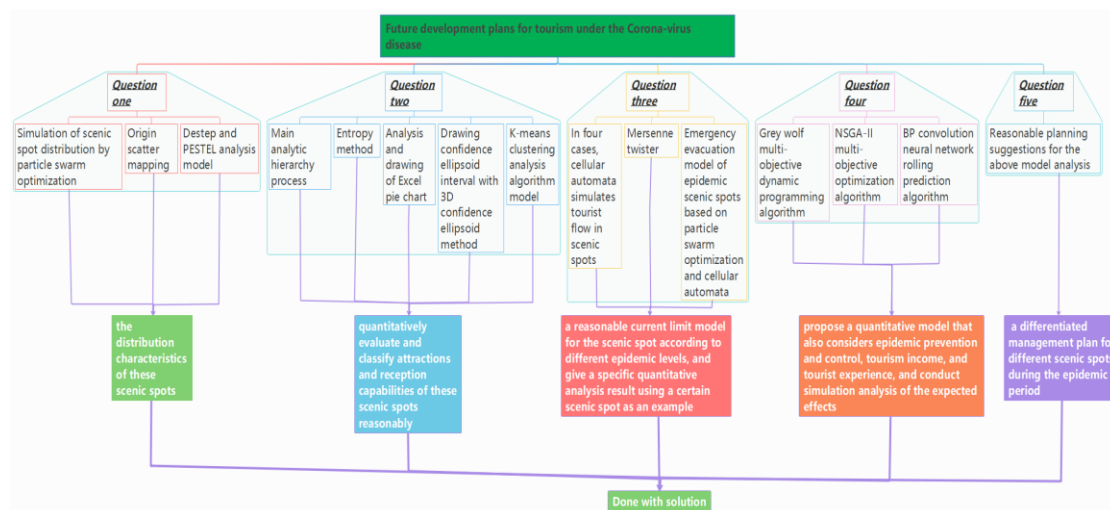 Future development plans for tourism under the Corona-virus
disease
Question
one
Simulation of scenic
spot distribution by
particle swarm
optimization
Origin
scatter
mapping
Destep and
PESTEL analysis
model
Question
two
Main
analytic
hierarchy
process
Entropy
method
Analysis
and
drawing
of Excel
pie chart
Drawing
confidence
ellipsoid
interval with
3D
confidence
ellipsoid
method
K-means
clustering
analysis
algorithm
model
Question
three
In four
cases,
cellular
automata
simulates
tourist
flow in
scenic
spots
Mersenne
twister
Emergency
evacuation
model of
epidemic
scenic spots
based on
particle
swarm
optimization
and cellular
automata
Question
four
Grey wolf
multi-
objective
dynamic
programming
algorithm
NSGA-II
multi-
objective
optimization
algorithm
BP convolution
neural network
rolling
prediction
algorithm
Question
five
Reasonable planning
suggestions for the
above model analysis
the
distribution
characteristics
of these
scenic spots
quantitatively
evaluate and
classify attractions
and reception
capabilities of these
scenic spots
reasonably
a reasonable current limit model
for the scenic spot according to
different epidemic levels, and
give a specific quantitative
analysis result using a certain
scenic spot as an example
propose a quantitative model that
also considers epidemic prevention
and control, tourism income, and
tourist experience, and conduct
simulation analysis of the expected
effects
a differentiated
management plan for
different scenic spots
during the epidemic
period
Done with solution